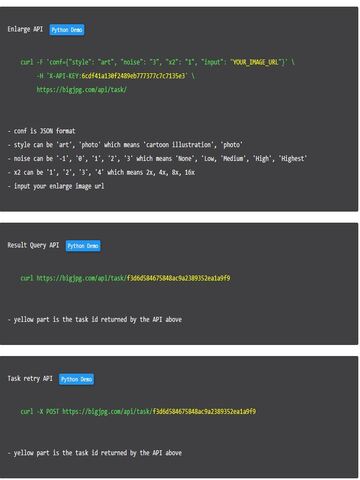 Enlarge API Python Demo
curl -F 'conf={"style": "art", "noise": "3", "x2": "1", "input": "YOUR_IMAGE_URL"}' \
-H 'X-API-KEY:6cdf41a130f2489eb777377c7c7135e3' \
https://bigjpg.com/api/task/
- conf is JSON format
- style can be 'art', 'photo' which means 'cartoon illustration', 'photo'
- noise can be '-1', '0', '1', '2', '3' which means 'None', 'Low, 'Medium', 'High', 'Highest'
- x2 can be '1', '2', '3', '4' which means 2x, 4x, 8x, 16x
- input your enlarge image url
Result Query API Python Demo
curl https://bigjpg.com/api/task/f3d6d584675848ac9a2389352ea1a9f9
- yellow part is the task id returned by the API above
Task retry API Python Demo
curl -X POST https://bigjpg.com/api/task/f3d6d584675848ac9a2389352ea1a9f9
- yellow part is the task id returned by the API above